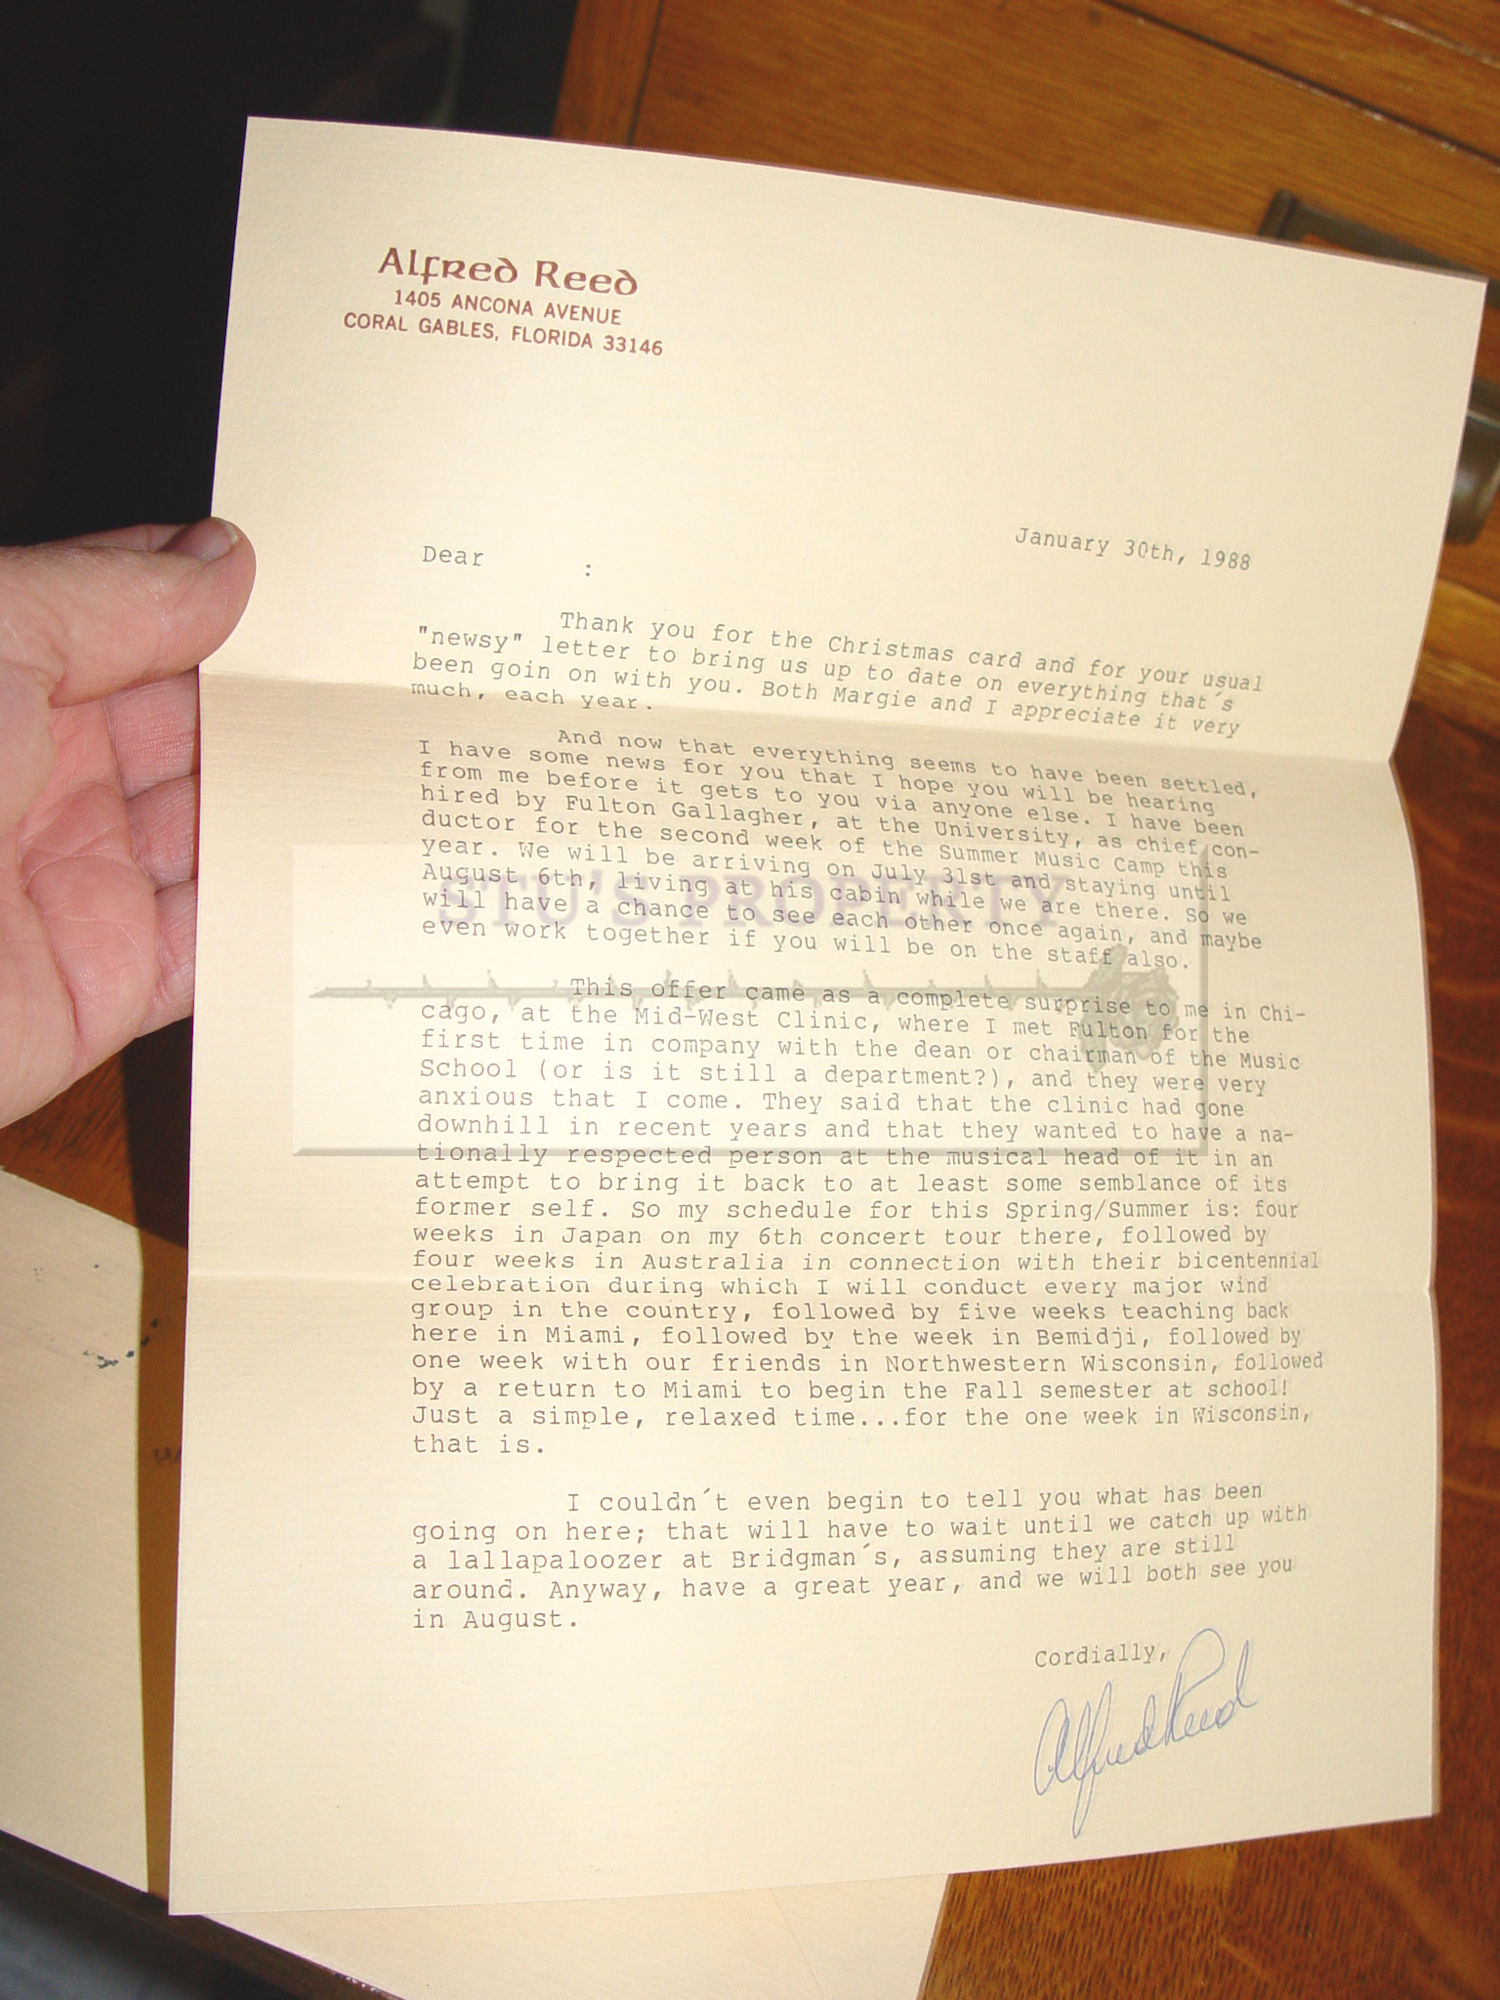 Alfred Reed
1405 ANCONA AVENUE
CORAL GABLES, FLORIDA 33146
January 30th, 1988
Dear :
Thank you for the Christmas card and for your usual
"newsy" letter to bring us up to date on everything that´s
been goin on with you. Both Margie and I appreciate it very
much, each year.
And now that everything seems to have been settled,
I have some news for you that I hope you will be hearing
from me before it gets to you via anyone else. I have been
hired by Fulton Gallagher, at the University, as chief con-
ductor for the second week of the Summer Music Camp this
year. We will be arriving on July 31st and staying until
August 6th, living at his cabin while we are there. So we
will have a chance to see each other once again, and maybe
even work together if you will be on the staff also.
STU'S PROPERTY
This offer came as a complete surprise to me in Chi-
cago, at the Mid-West Clinic, where I met Fulton for the
first time in company with the dean or chairman of the Music
School (or is it still a department?), and they were very
anxious that I come. They said that the clinic had gone
downhill in recent years and that they wanted to have a na-
tionally respected person at the musical head of it in an
attempt to bring it back to at least some semblance of its
former self. So my schedule for this Spring/Summer is: four
weeks in Japan on my 6th concert tour there, followed by
four weeks in Australia in connection with their bicentennial
celebration during which I will conduct every major wind
group in the country, followed by five weeks teaching back
here in Miami, followed by the week in Bemidji, followed by
one week with our friends in Northwestern Wisconsin, followed
by a return to Miami to begin the Fall semester at school!
Just a simple, relaxed time...for the one week in Wisconsin,
that is.
I couldn´t even begin to tell you what has been
going on here; that will have to wait until we catch up with
a lallapaloozer at Bridgman´s, assuming they are still
around. Anyway, have a great year, and we will both see you
in August.
Cordially,
Alfred Reed